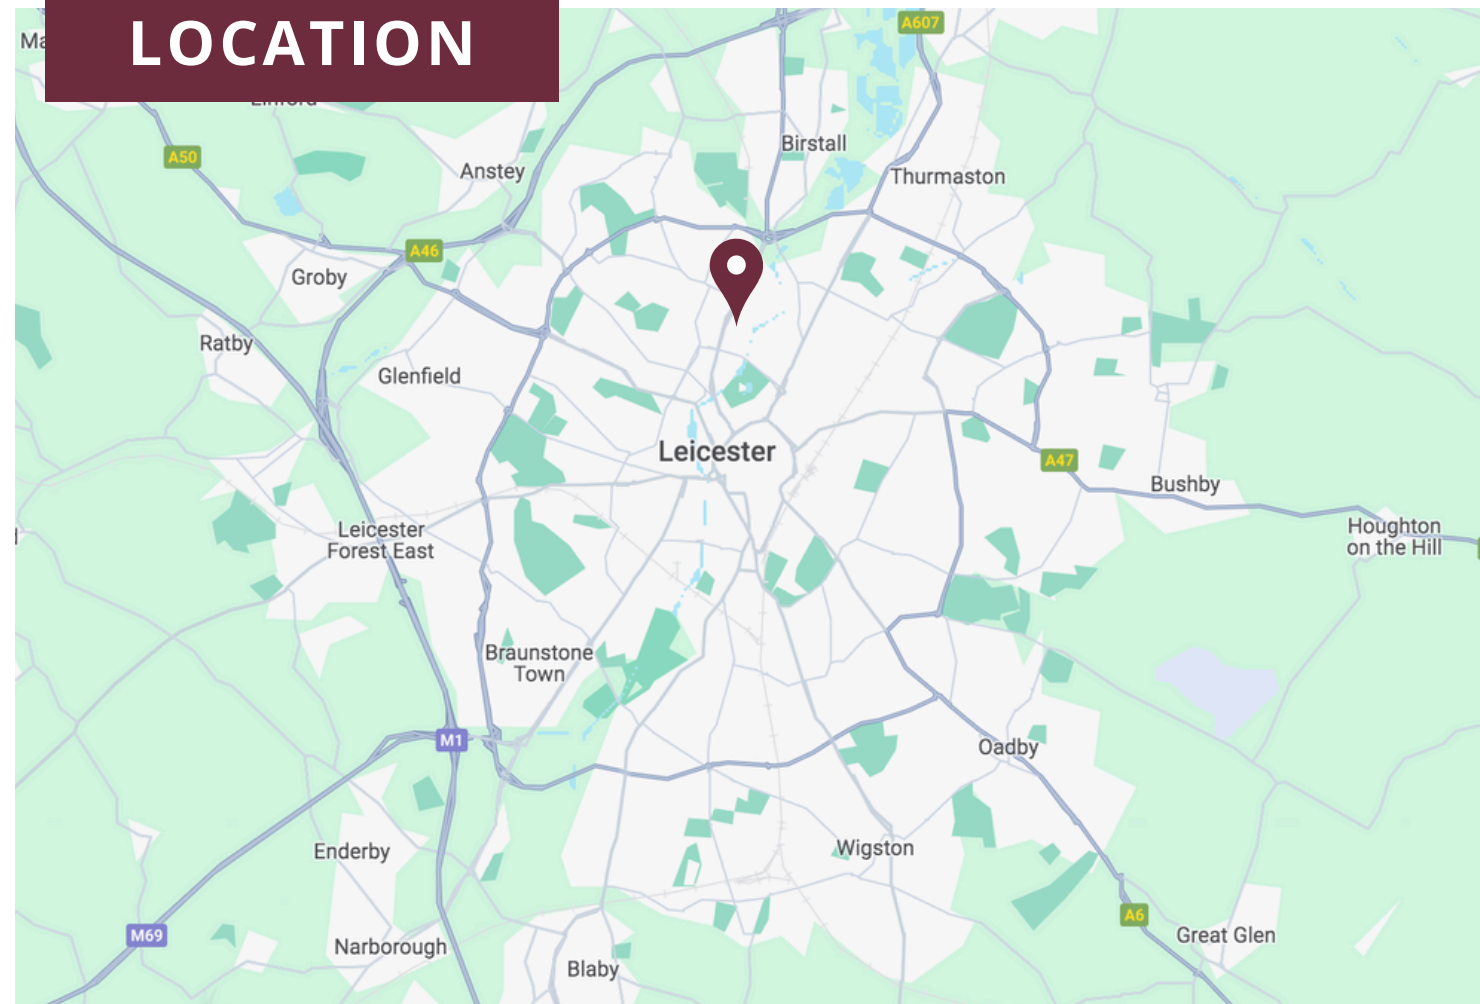 LOCATION
A607
Birstall
A50
Anstey
Thurmaston
A46
Groby
Ratby
Glenfield
Leicester
A47
Bushby
Leicester
Forest East
Houghton
on the Hill
Braunstone
Town
M1
Oadby
Enderby
Wigston
A6
M69
Great Glen
Narborough
Blaby